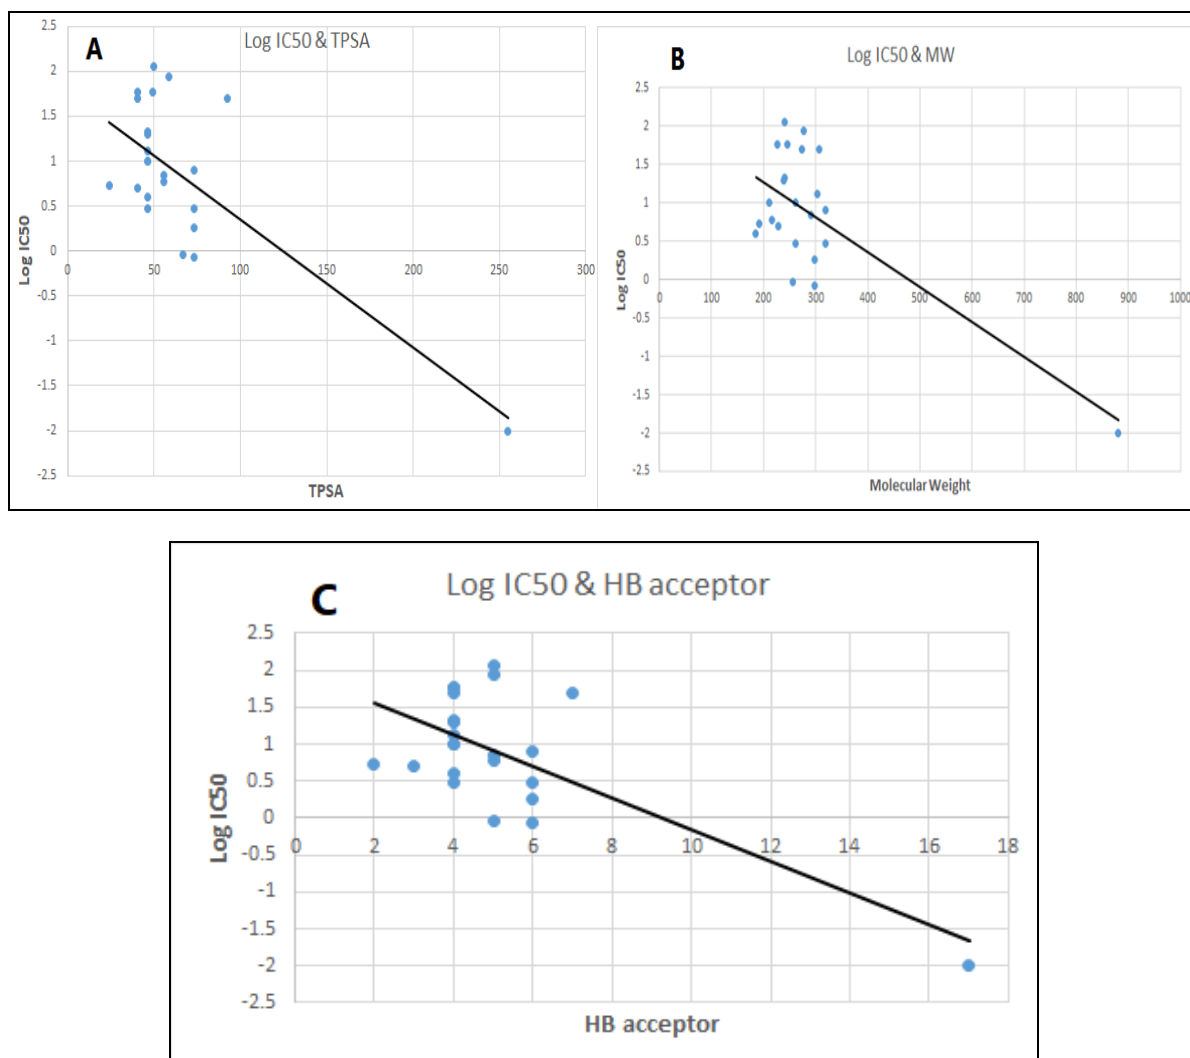 A
Log IC50 & TPSA
2.5
2
1.5
1
0.5
0
-0.5
-1
-1.5
-2
-2.5
0 50 100 150 200 250 300
Log IC50
TPSA
B
Log IC50 & MW
2.5
2
1.5
1
0.5
0
-0.5
-1
-1.5
-2
-2.5
0 100 200 300 400 500 600 700 800 900 1000
Log IC50
Molecular Weight
C
Log IC50 & HB acceptor
2.5
2
1.5
1
0.5
0
-0.5
-1
-1.5
-2
-2.5
0 2 4 6 8 10 12 14 16 18
Log IC50
HB acceptor